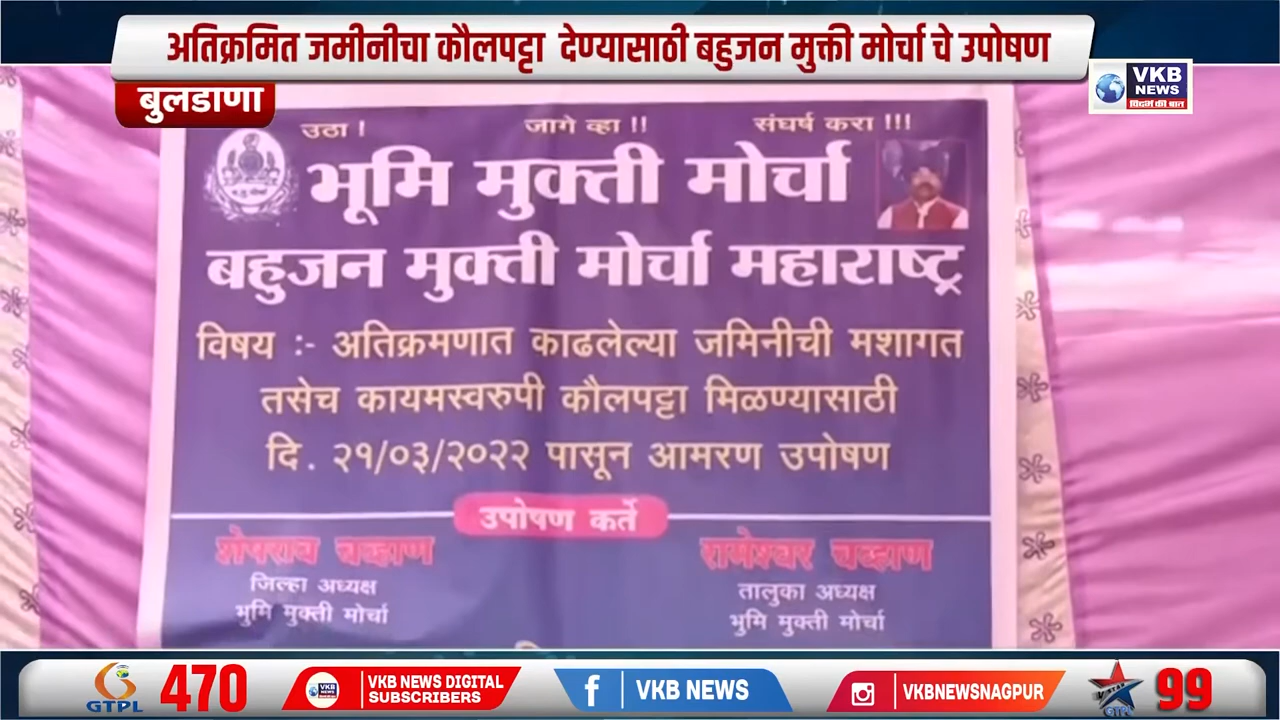 अतिक्रमित जमीनीचा कौलपट्टा देण्यासाठी बहुजन मुक्ती मोर्चा चे उपोषण
बुलडाणा
VKB
NEWS
विदर्भ की बात
उठा ! जागे व्हा !! संघर्ष करा !!!
भूमि मुक्ती मोर्चा
बहुजन मुक्ती मोर्चा महाराष्ट्र
विषय :- अतिक्रमणात काढलेल्या जमिनीची मशागत
तसेच कायमस्वरुपी कौलपट्टा मिळण्यासाठी
दि. २१/०३/२०२२ पासून आमरण उपोषण
उपोषण कर्ते
शेषराव चव्हाण
जिल्हा अध्यक्ष
भुमि मुक्ती मोर्चा
रामेश्वर चव्हाण
तालुका अध्यक्ष
भुमि मुक्ती मोर्चा
GTPL 470
VKB NEWS DIGITAL
SUBSCRIBERS
VKB NEWS
VKBNEWSNAGPUR
GTPL 99